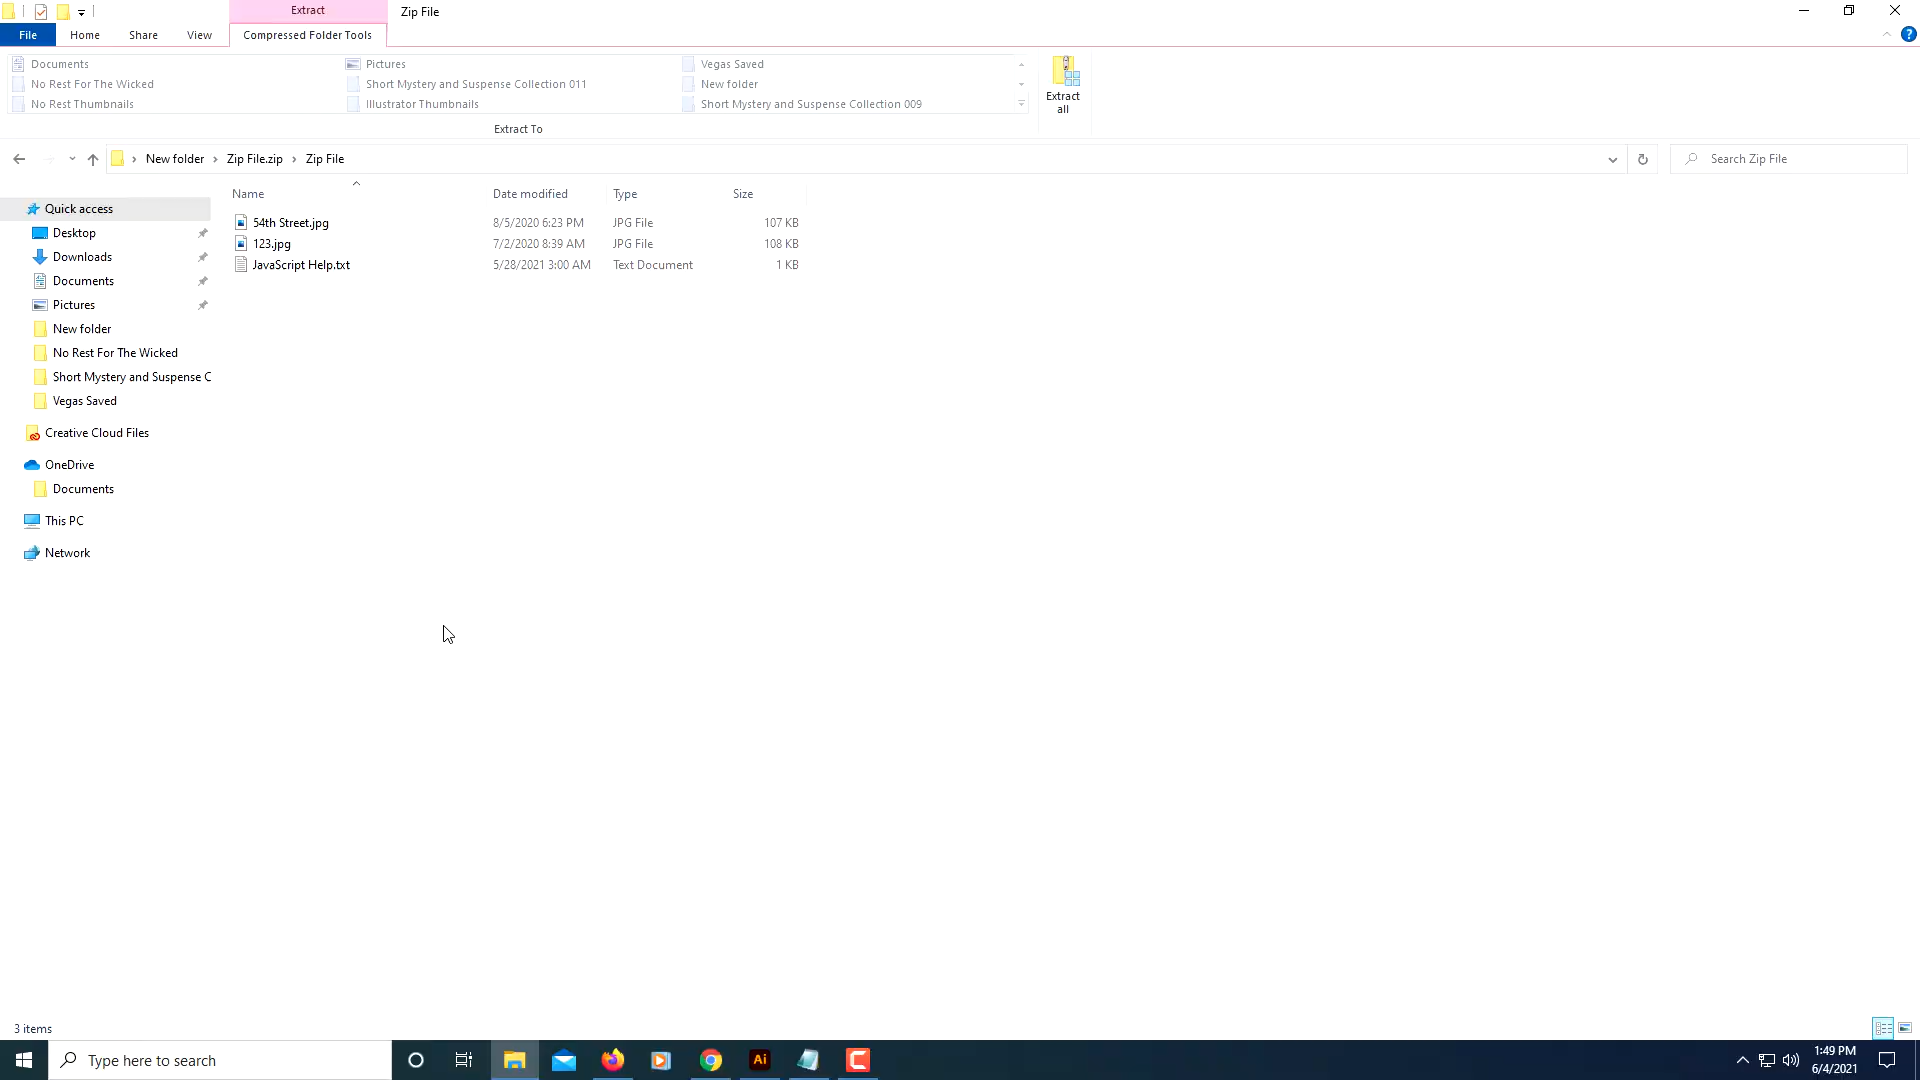 Extract
Zip File
File
Home
Share
View
Compressed Folder Tools
Documents
Pictures
Vegas Saved
No Rest For The Wicked
Short Mystery and Suspense Collection 011
New folder
No Rest Thumbnails
Illustrator Thumbnails
Short Mystery and Suspense Collection 009
Extract
all
Extract To
New folder › Zip File.zip › Zip File
Search Zip File
Name
Date modified
Type
Size
54th Street.jpg
8/5/2020 6:23 PM
JPG File
107 KB
123.jpg
7/2/2020 8:39 AM
JPG File
108 KB
JavaScript Help.txt
5/28/2021 3:00 AM
Text Document
1 KB
Quick access
Desktop
Downloads
Documents
Pictures
New folder
No Rest For The Wicked
Short Mystery and Suspense C
Vegas Saved
Creative Cloud Files
OneDrive
Documents
This PC
Network
3 items
Type here to search
Ai
1:49 PM
6/4/2021